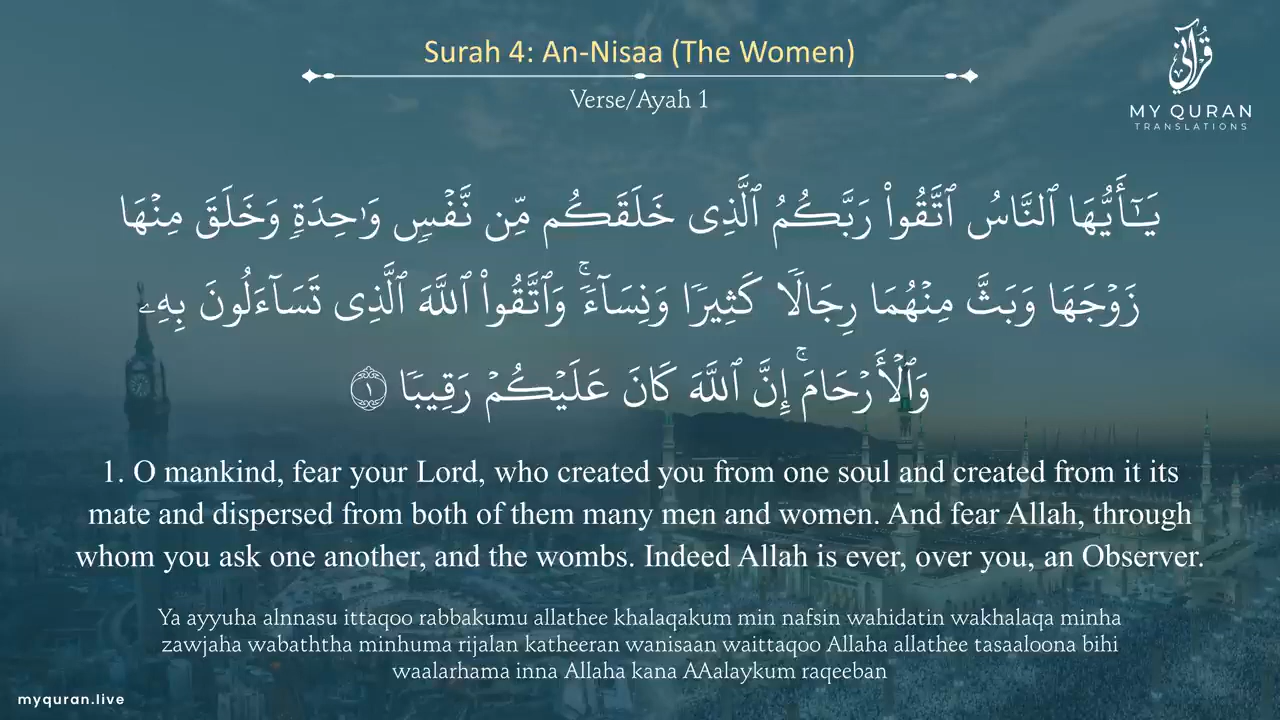 Surah 4: An-Nisaa (The Women)
Verse/Ayah 1
قرآني
MY QURAN
TRANSLATIONS
يَـٰٓأَيُّهَا ٱلنَّاسُ ٱتَّقُوا۟ رَبَّكُمُ ٱلَّذِى خَلَقَكُم مِّن نَّفْسٍۢ وَٰحِدَةٍۢ وَخَلَقَ مِنْهَا
زَوْجَهَا وَبَثَّ مِنْهُمَا رِجَالًۭا كَثِيرًۭا وَنِسَآءًۭ ۚ وَٱتَّقُوا۟ ٱللَّهَ ٱلَّذِى تَسَآءَلُونَ بِهِۦ
وَٱلْأَرْحَامَ ۚ إِنَّ ٱللَّهَ كَانَ عَلَيْكُمْ رَقِيبًۭا ١
1. O mankind, fear your Lord, who created you from one soul and created from it its
mate and dispersed from both of them many men and women. And fear Allah, through
whom you ask one another, and the wombs. Indeed Allah is ever, over you, an Observer.
Ya ayyuha alnnasu ittaqoo rabbakumu allathee khalaqakum min nafsin wahidatin wakhalaqa minha
zawjaha wabaththa minhuma rijalan katheeran wanisaan waittaqoo Allaha allathee tasaaloona bihi
waalarhama inna Allaha kana AAalaykum raqeeban
myquran.live